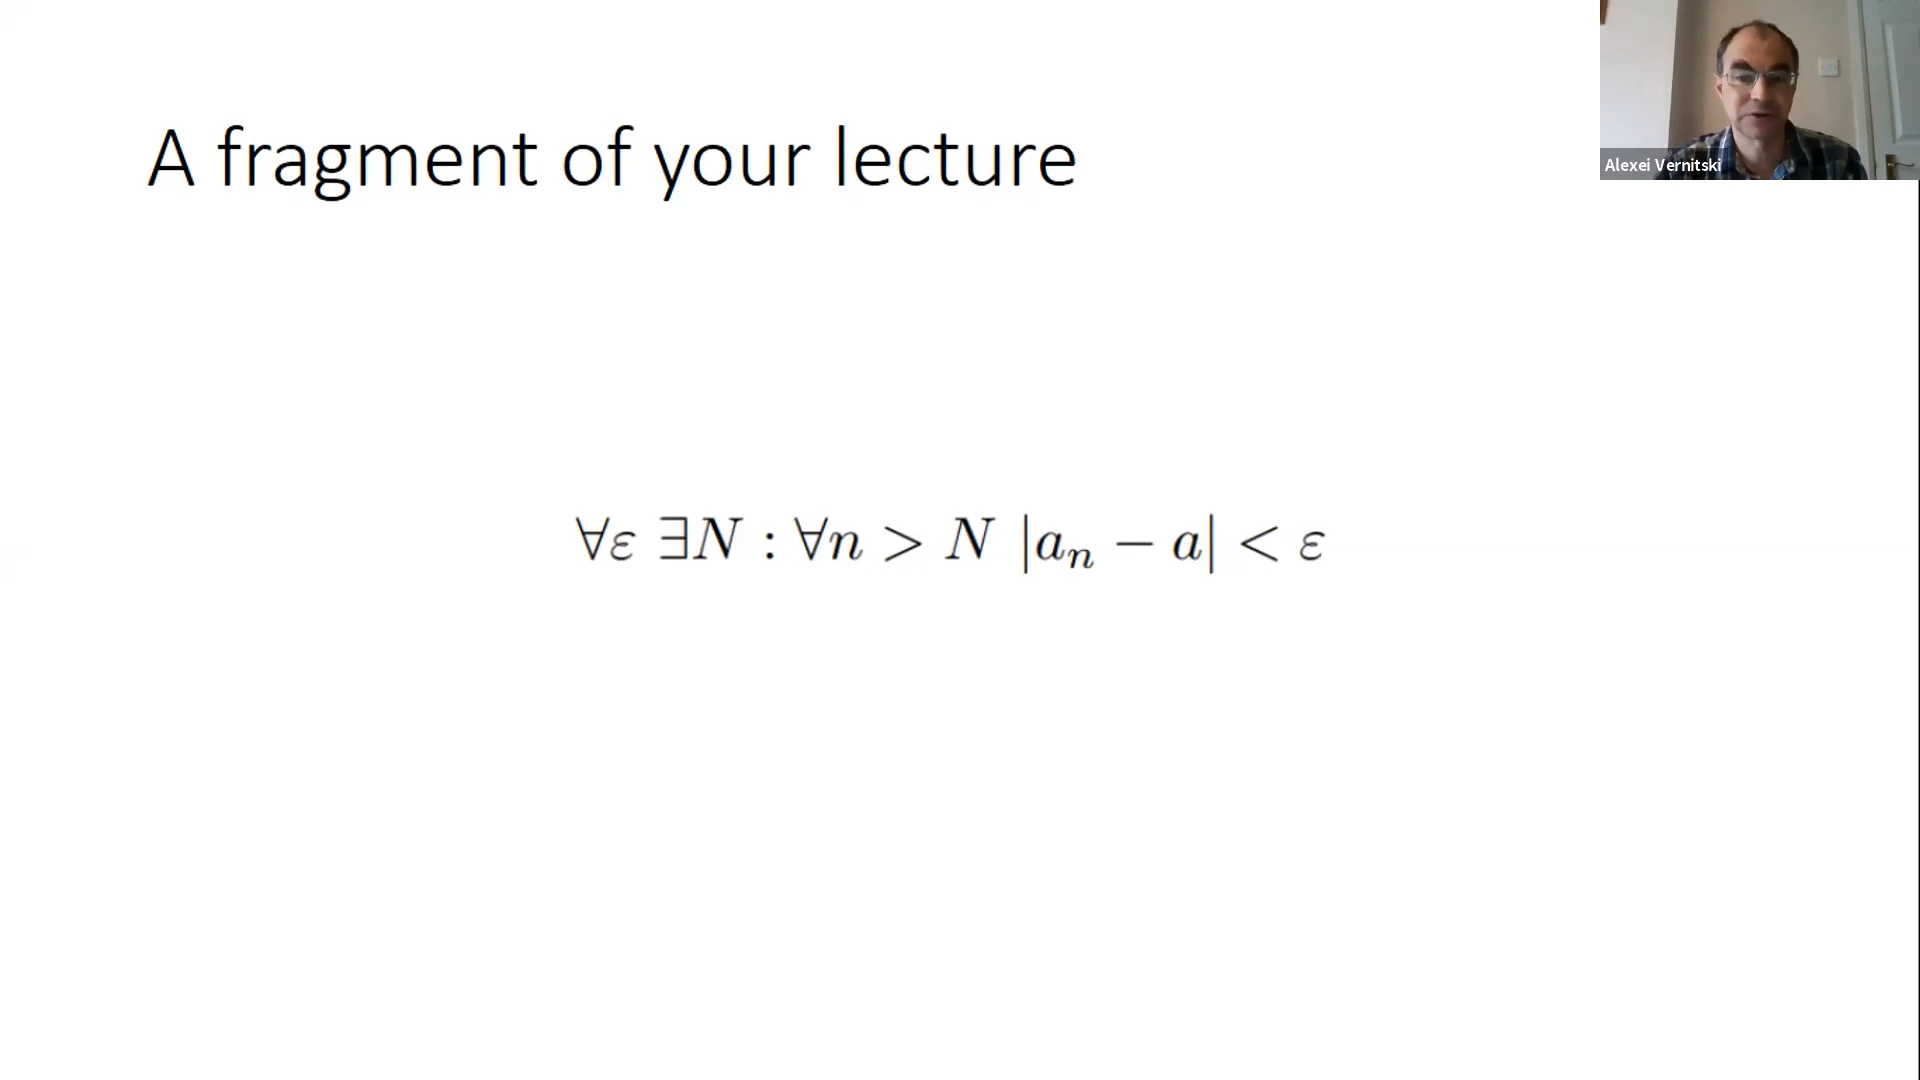 A fragment of your lecture
Alexei Vernitski
∀ε ∃N : ∀n > N |aₙ − a| < ε